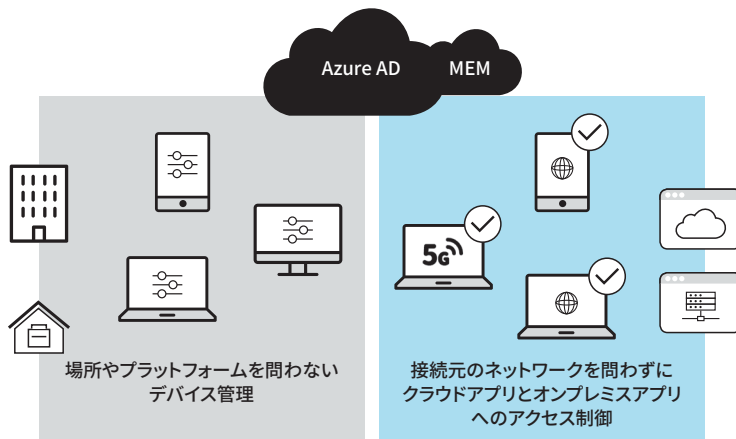 Azure AD
MEM
5G
場所やプラットフォームを問わない
デバイス管理
接続元のネットワークを問わずに
クラウドアプリとオンプレミスアプリ
へのアクセス制御